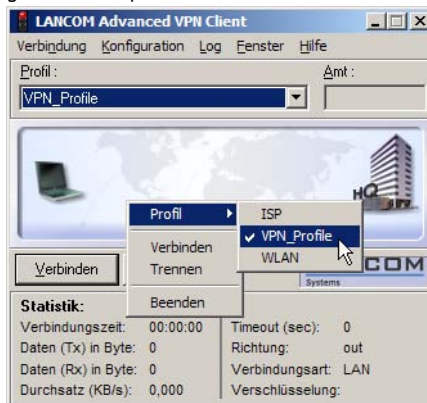 LANCOM Advanced VPN Client
Verbindung Konfiguration Log Fenster Hilfe
Profil : Amt :
VPN_Profile
HQ
Profil
ISP
VPN_Profile
WLAN
Verbinden
Trennen
Beenden
Verbinden
COM
Systems
Statistik:
Verbindungszeit: 00:00:00 Timeout (sec): 0
Daten (Tx) in Byte: 0 Richtung: out
Daten (Rx) in Byte: 0 Verbindungsart: LAN
Durchsatz (KB/s): 0,000 Verschlüsselung: